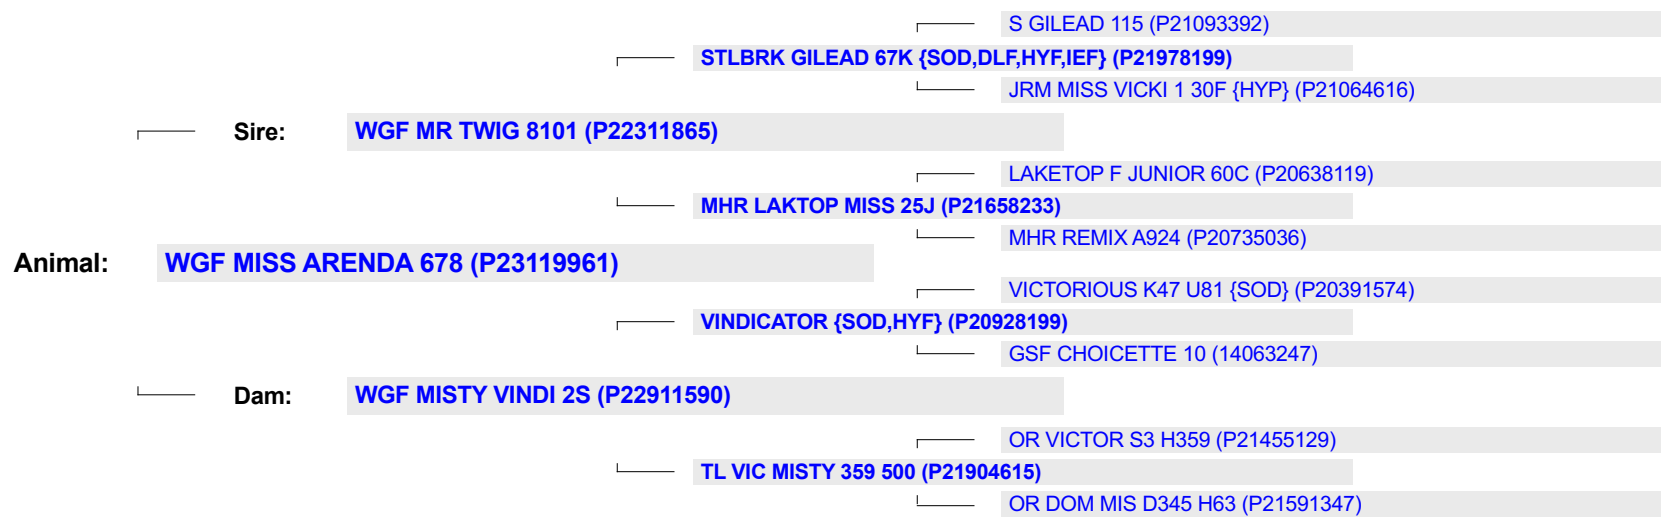 S GILEAD 115 (P21093392)
STLBRK GILEAD 67K {SOD,DLF,HYF,IEF} (P21978199)
JRM MISS VICKI 1 30F {HYP} (P21064616)
Sire: WGF MR TWIG 8101 (P22311865)
LAKETOP F JUNIOR 60C (P20638119)
MHR LAKTOP MISS 25J (P21658233)
MHR REMIX A924 (P20735036)
Animal: WGF MISS ARENDA 678 (P23119961)
VICTORIOUS K47 U81 {SOD} (P20391574)
VINDICATOR {SOD,HYF} (P20928199)
GSF CHOICETTE 10 (14063247)
Dam: WGF MISTY VINDI 2S (P22911590)
OR VICTOR S3 H359 (P21455129)
TL VIC MISTY 359 500 (P21904615)
OR DOM MIS D345 H63 (P21591347)